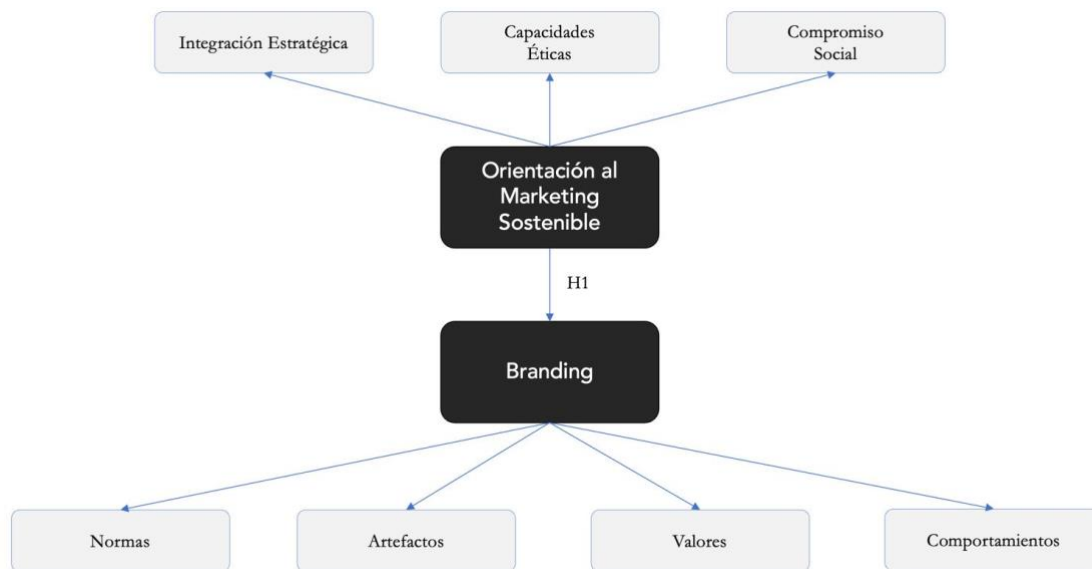 Integración Estratégica
Capacidades
Éticas
Compromiso
Social
Orientación al
Marketing
Sostenible
H1
Branding
Normas
Artefactos
Valores
Comportamientos